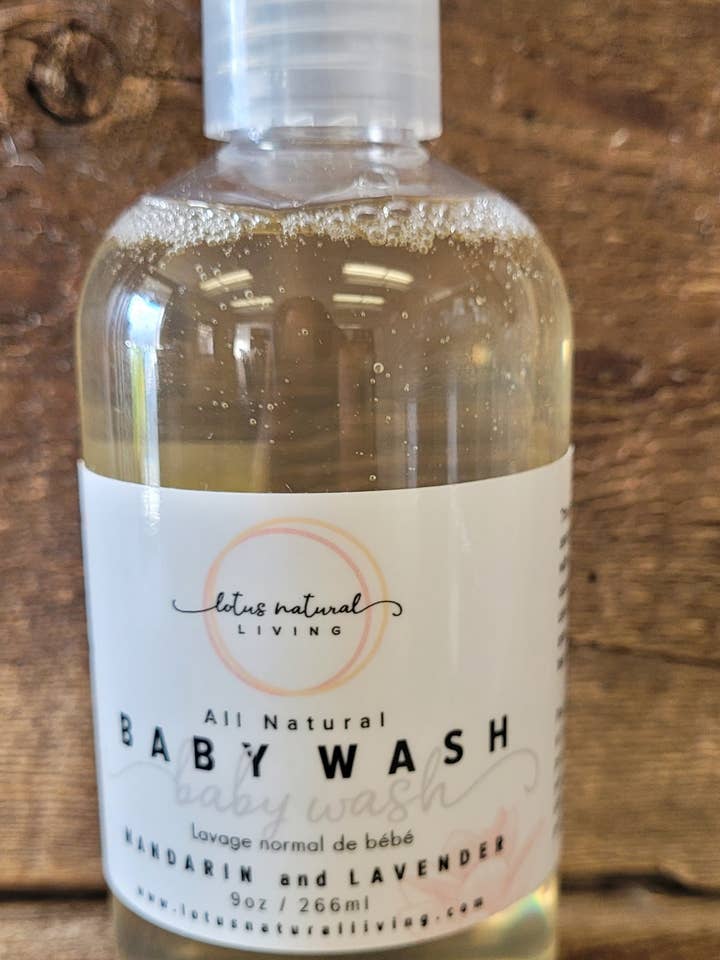 lotus natural
LIVING
All Natural
BABY WASH
baby wash
Lavage normal de bébé
MANDARIN and LAVENDER
9oz / 266ml
www.lotusnaturalliving.com